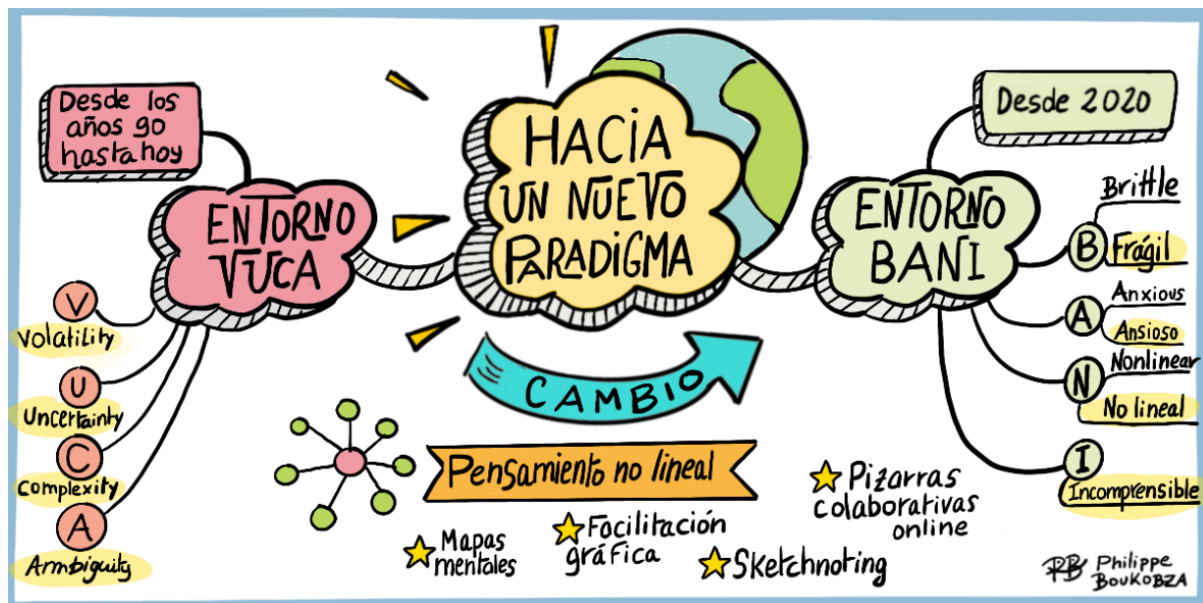 Desde los
años 90
hasta hoy
ENTORNO
VUCA
V
Volatility
U
Uncertainty
C
Complexity
A
Ambiguity
HACIA
UN NUEVO
PARADIGMA
CAMBIO
Pensamiento no lineal
Mapas
mentales
Facilitación
gráfica
Sketchnoting
Pizarras
colaborativas
online
Desde 2020
ENTORNO
BANI
Brittle
B
Frágil
Anxious
A
Ansioso
Nonlinear
N
No lineal
I
Incomprensible
PB Philippe
BoukoBZA